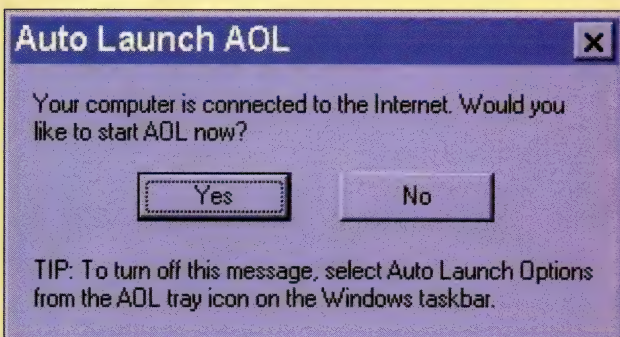 Auto Launch AOL
Your computer is connected to the Internet. Would you
like to start AOL now?
Yes
No
TIP: To turn off this message, select Auto Launch Options
from the AOL tray icon on the Windows taskbar.